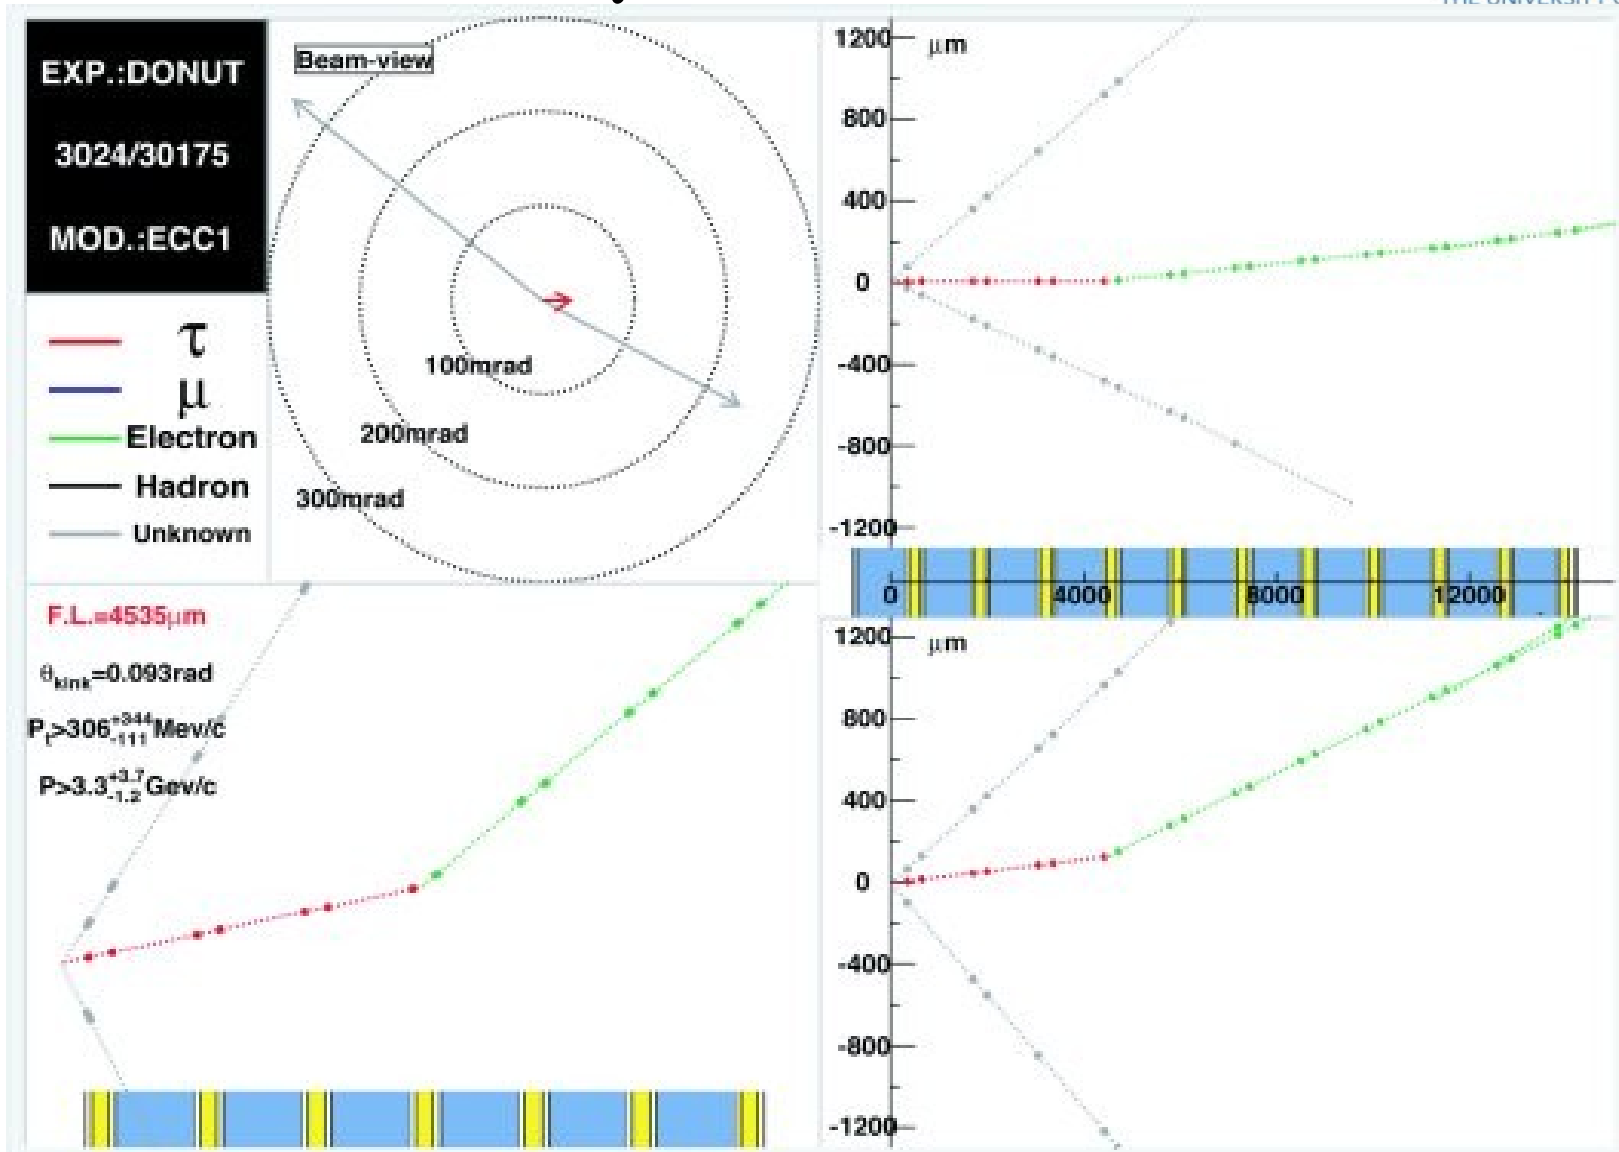 EXP.:DONUT
3024/30175
MOD.:ECC1
Beam-view
100mrad
200mrad
300mrad
τ
μ
Electron
Hadron
Unknown
F.L.=4535μm
θkink=0.093rad
Pt>306+344-111Mev/c
P>3.3+3.7-1.2Gev/c
1200 μm
800
400
0
-400
-800
-1200
0 4000 8000 12000
1200 μm
800
400
0
-400
-800
-1200